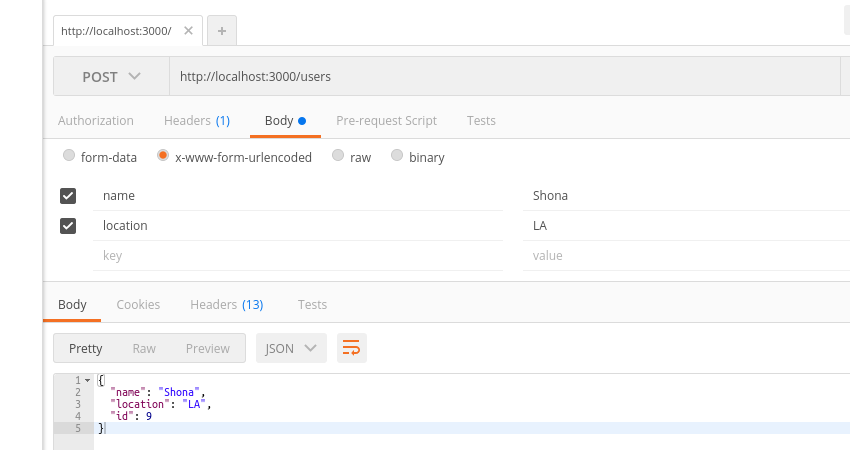 http://localhost:3000/ ✕ +
POST http://localhost:3000/users
Authorization Headers (1) Body Pre-request Script Tests
form-data x-www-form-urlencoded raw binary
name Shona
location LA
key value
Body Cookies Headers (13) Tests
Pretty Raw Preview JSON
1 {
2 "name": "Shona",
3 "location": "LA",
4 "id": 9
5 }